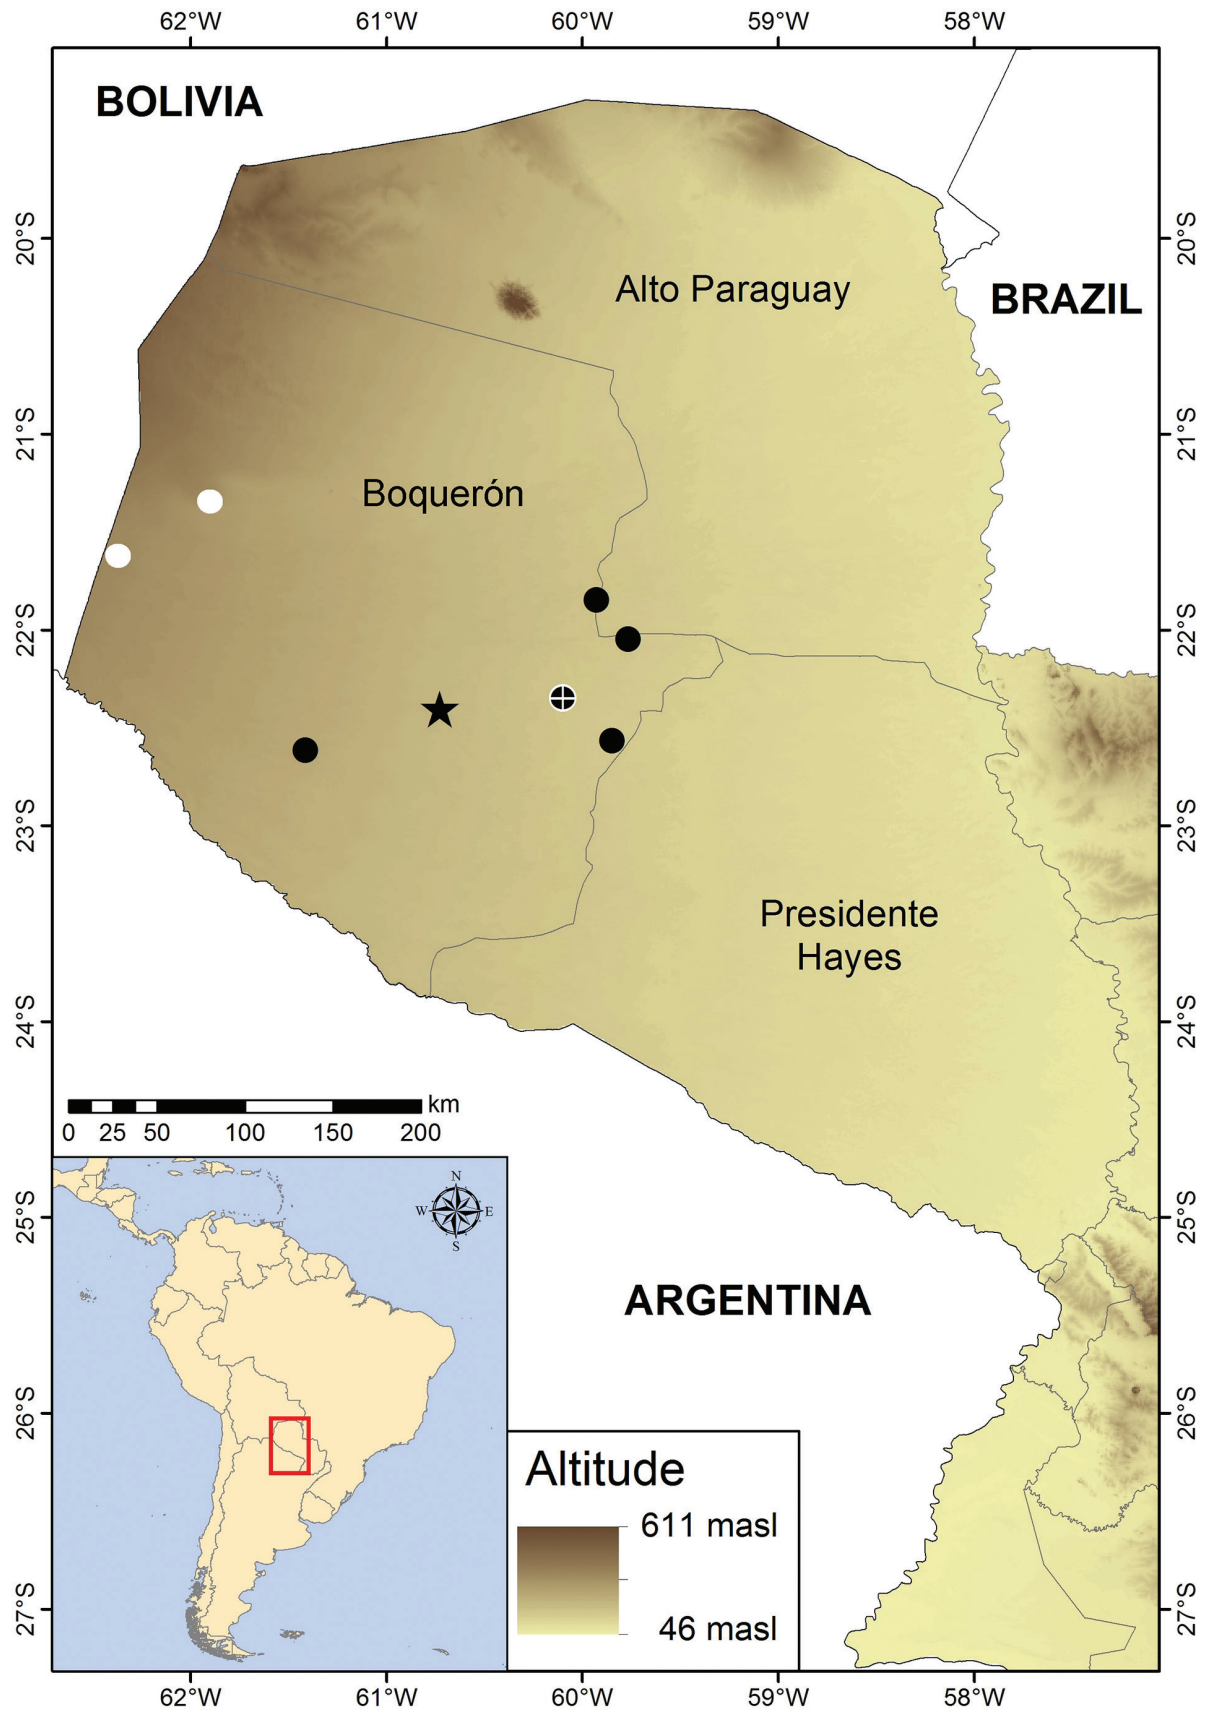 62°W 61°W 60°W 59°W 58°W
BOLIVIA
20°S
20°S
Alto Paraguay
BRAZIL
21°S
21°S
Boquerón
22°S
22°S
23°S
23°S
Presidente
Hayes
24°S
24°S
km
0 25 50 100 150 200
N
W E
S
25°S
25°S
ARGENTINA
26°S
26°S
Altitude
611 masl
46 masl
27°S
27°S
62°W 61°W 60°W 59°W 58°W